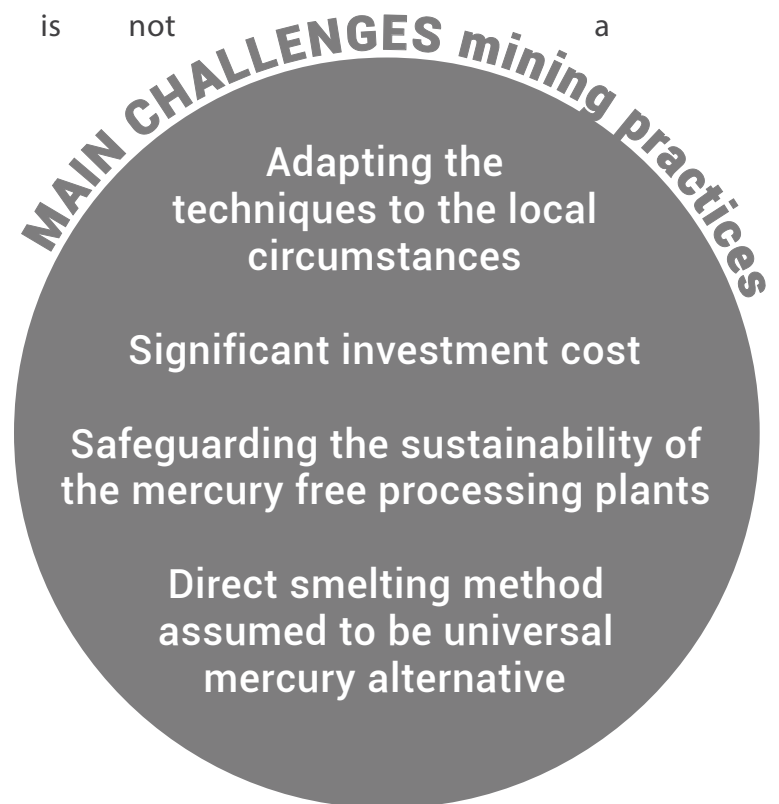 is not a
MAIN CHALLENGES mining practices
Adapting the
techniques to the local
circumstances
Significant investment cost
Safeguarding the sustainability of
the mercury free processing plants
Direct smelting method
assumed to be universal
mercury alternative